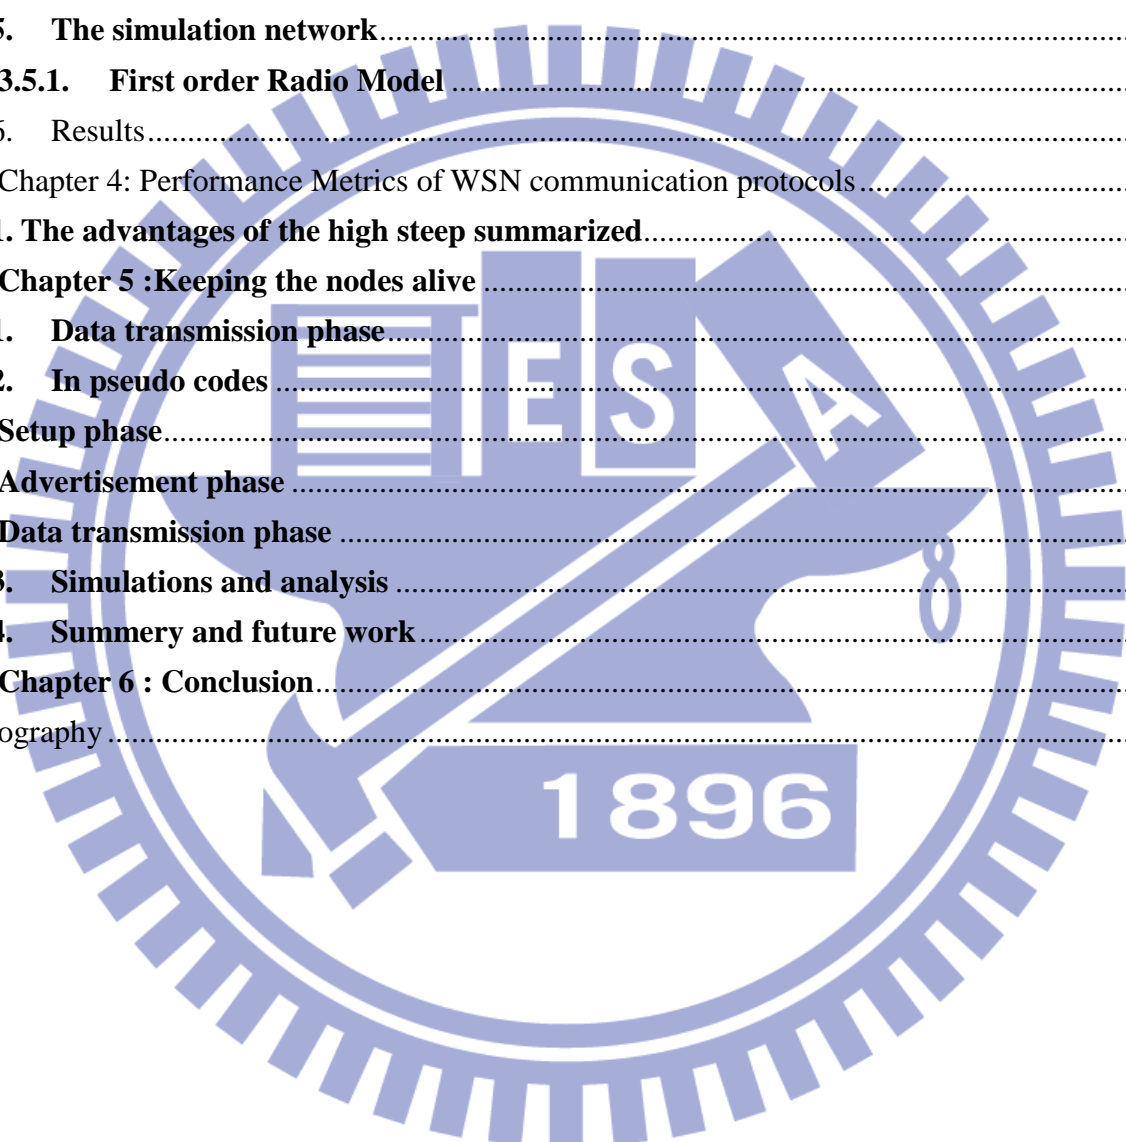 5. The simulation network
3.5.1. First order Radio Model
6. Results
Chapter 4: Performance Metrics of WSN communication protocols
1. The advantages of the high steep summarized
Chapter 5 :Keeping the nodes alive
1. Data transmission phase
2. In pseudo codes
Setup phase
Advertisement phase
Data transmission phase
3. Simulations and analysis
4. Summery and future work
Chapter 6 : Conclusion
ography
ESA
1896